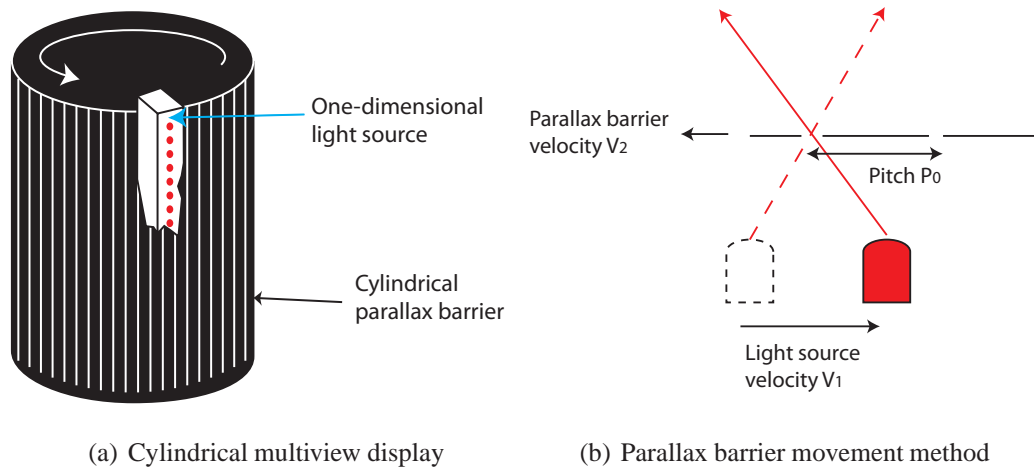 One-dimensional
light source
Cylindrical
parallax barrier
(a) Cylindrical multiview display
Parallax barrier
velocity V2
Pitch P0
Light source
velocity V1
(b) Parallax barrier movement method